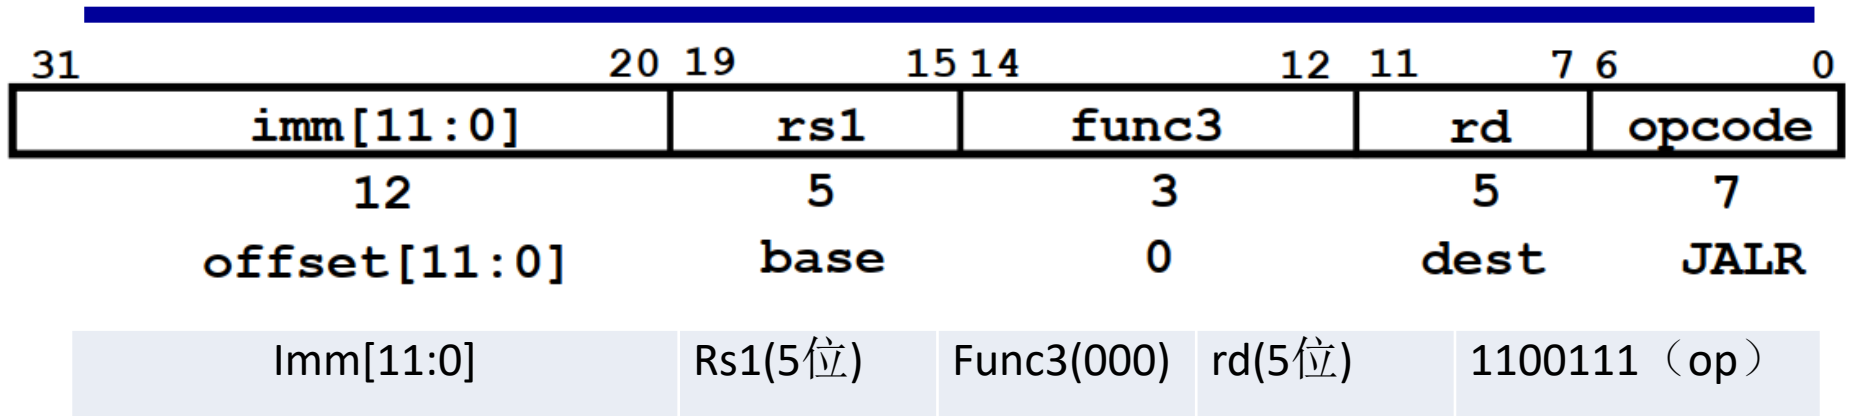 31 20 19 15 14 12 11 7 6 0
imm[11:0] rs1 func3 rd opcode
12 5 3 5 7
offset[11:0] base 0 dest JALR
Imm[11:0] Rs1(5位) Func3(000) rd(5位) 1100111（op）